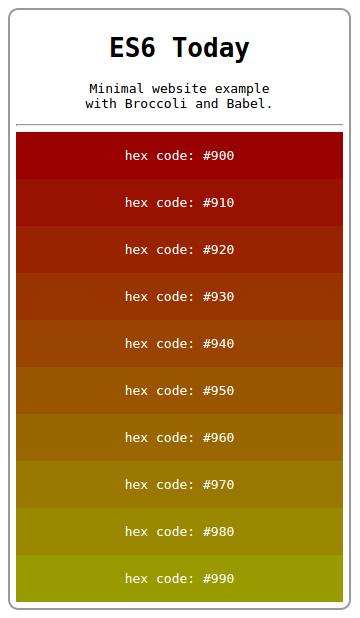 ES6 Today
Minimal website example
with Broccoli and Babel.
hex code: #900
hex code: #910
hex code: #920
hex code: #930
hex code: #940
hex code: #950
hex code: #960
hex code: #970
hex code: #980
hex code: #990